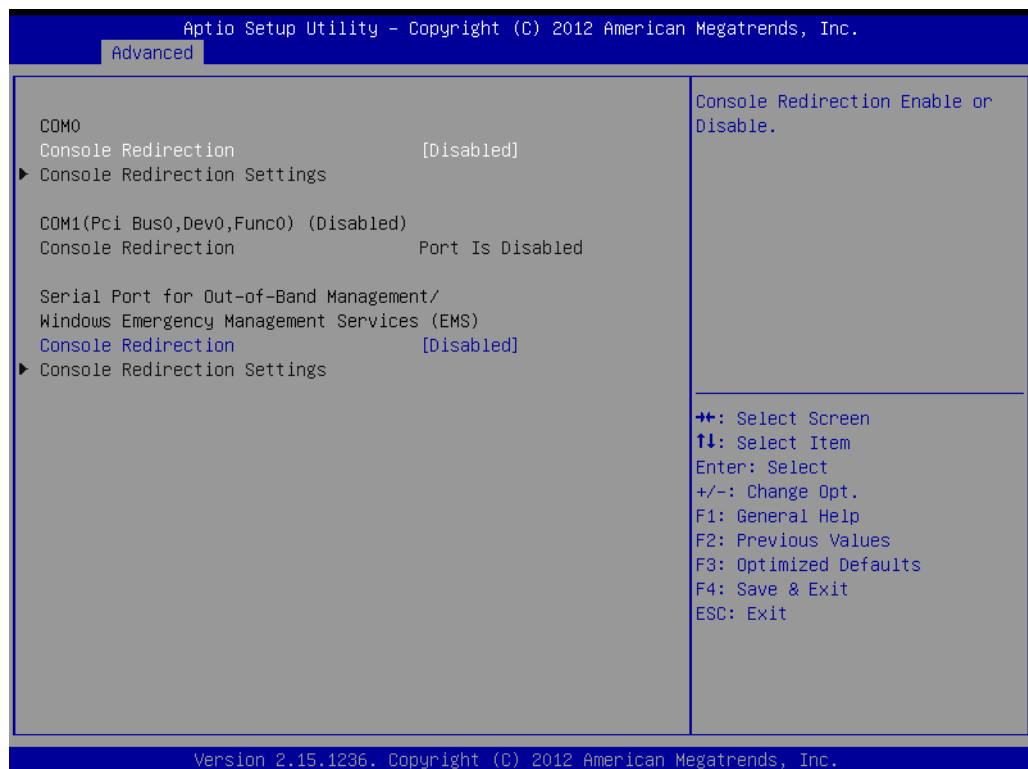 Aptio Setup Utility – Copyright (C) 2012 American Megatrends, Inc.
Advanced
COM0
Console Redirection [Disabled]
▶ Console Redirection Settings
COM1(Pci Bus0,Dev0,Func0) (Disabled)
Console Redirection Port Is Disabled
Serial Port for Out-of-Band Management/
Windows Emergency Management Services (EMS)
Console Redirection [Disabled]
▶ Console Redirection Settings
Console Redirection Enable or
Disable.
→←: Select Screen
↑↓: Select Item
Enter: Select
+/-: Change Opt.
F1: General Help
F2: Previous Values
F3: Optimized Defaults
F4: Save & Exit
ESC: Exit
Version 2.15.1236. Copyright (C) 2012 American Megatrends, Inc.